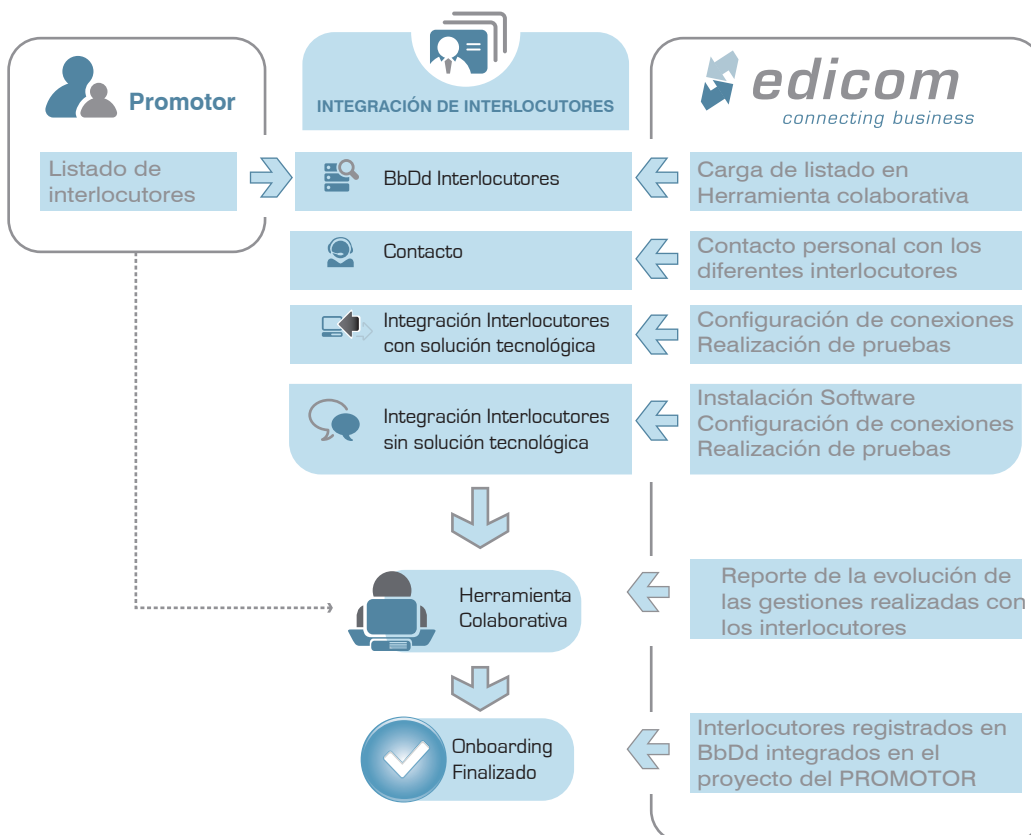 Promotor
Listado de
interlocutores
INTEGRACIÓN DE INTERLOCUTORES
BbDd Interlocutores
Contacto
Integración Interlocutores
con solución tecnológica
Integración Interlocutores
sin solución tecnológica
Herramienta
Colaborativa
Onboarding
Finalizado
edicom
connecting business
Carga de listado en
Herramienta colaborativa
Contacto personal con los
diferentes interlocutores
Configuración de conexiones
Realización de pruebas
Instalación Software
Configuración de conexiones
Realización de pruebas
Reporte de la evolución de
las gestiones realizadas con
los interlocutores
Interlocutores registrados en
BbDd integrados en el
proyecto del PROMOTOR